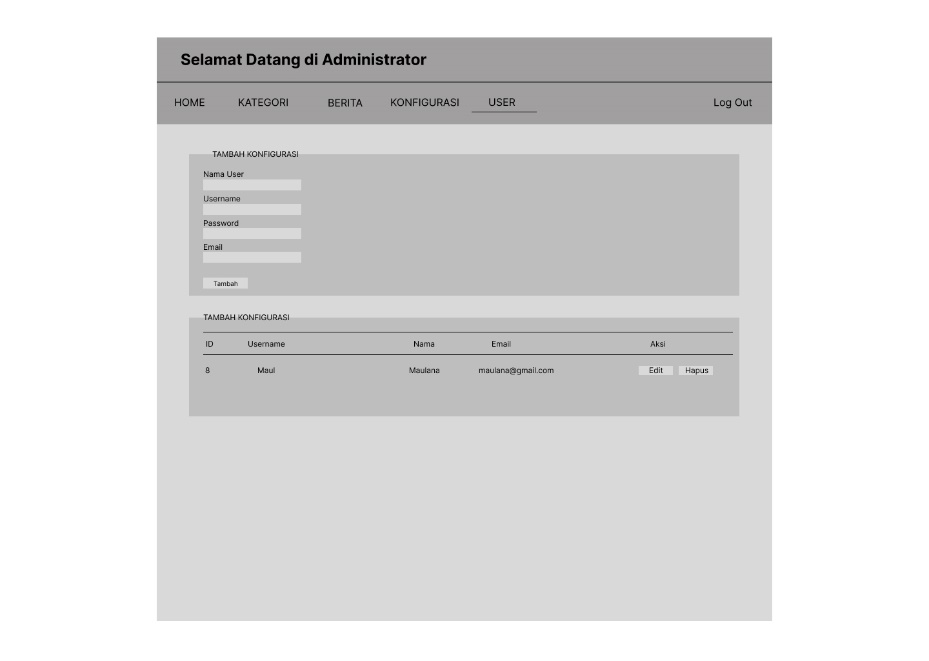 Selamat Datang di Administrator
HOME KATEGORI BERITA KONFIGURASI USER Log Out
TAMBAH KONFIGURASI
Nama User
Username
Password
Email
Tambah
TAMBAH KONFIGURASI
ID Username Nama Email Aksi
8 Maul Maulana maulana@gmail.com Edit Hapus